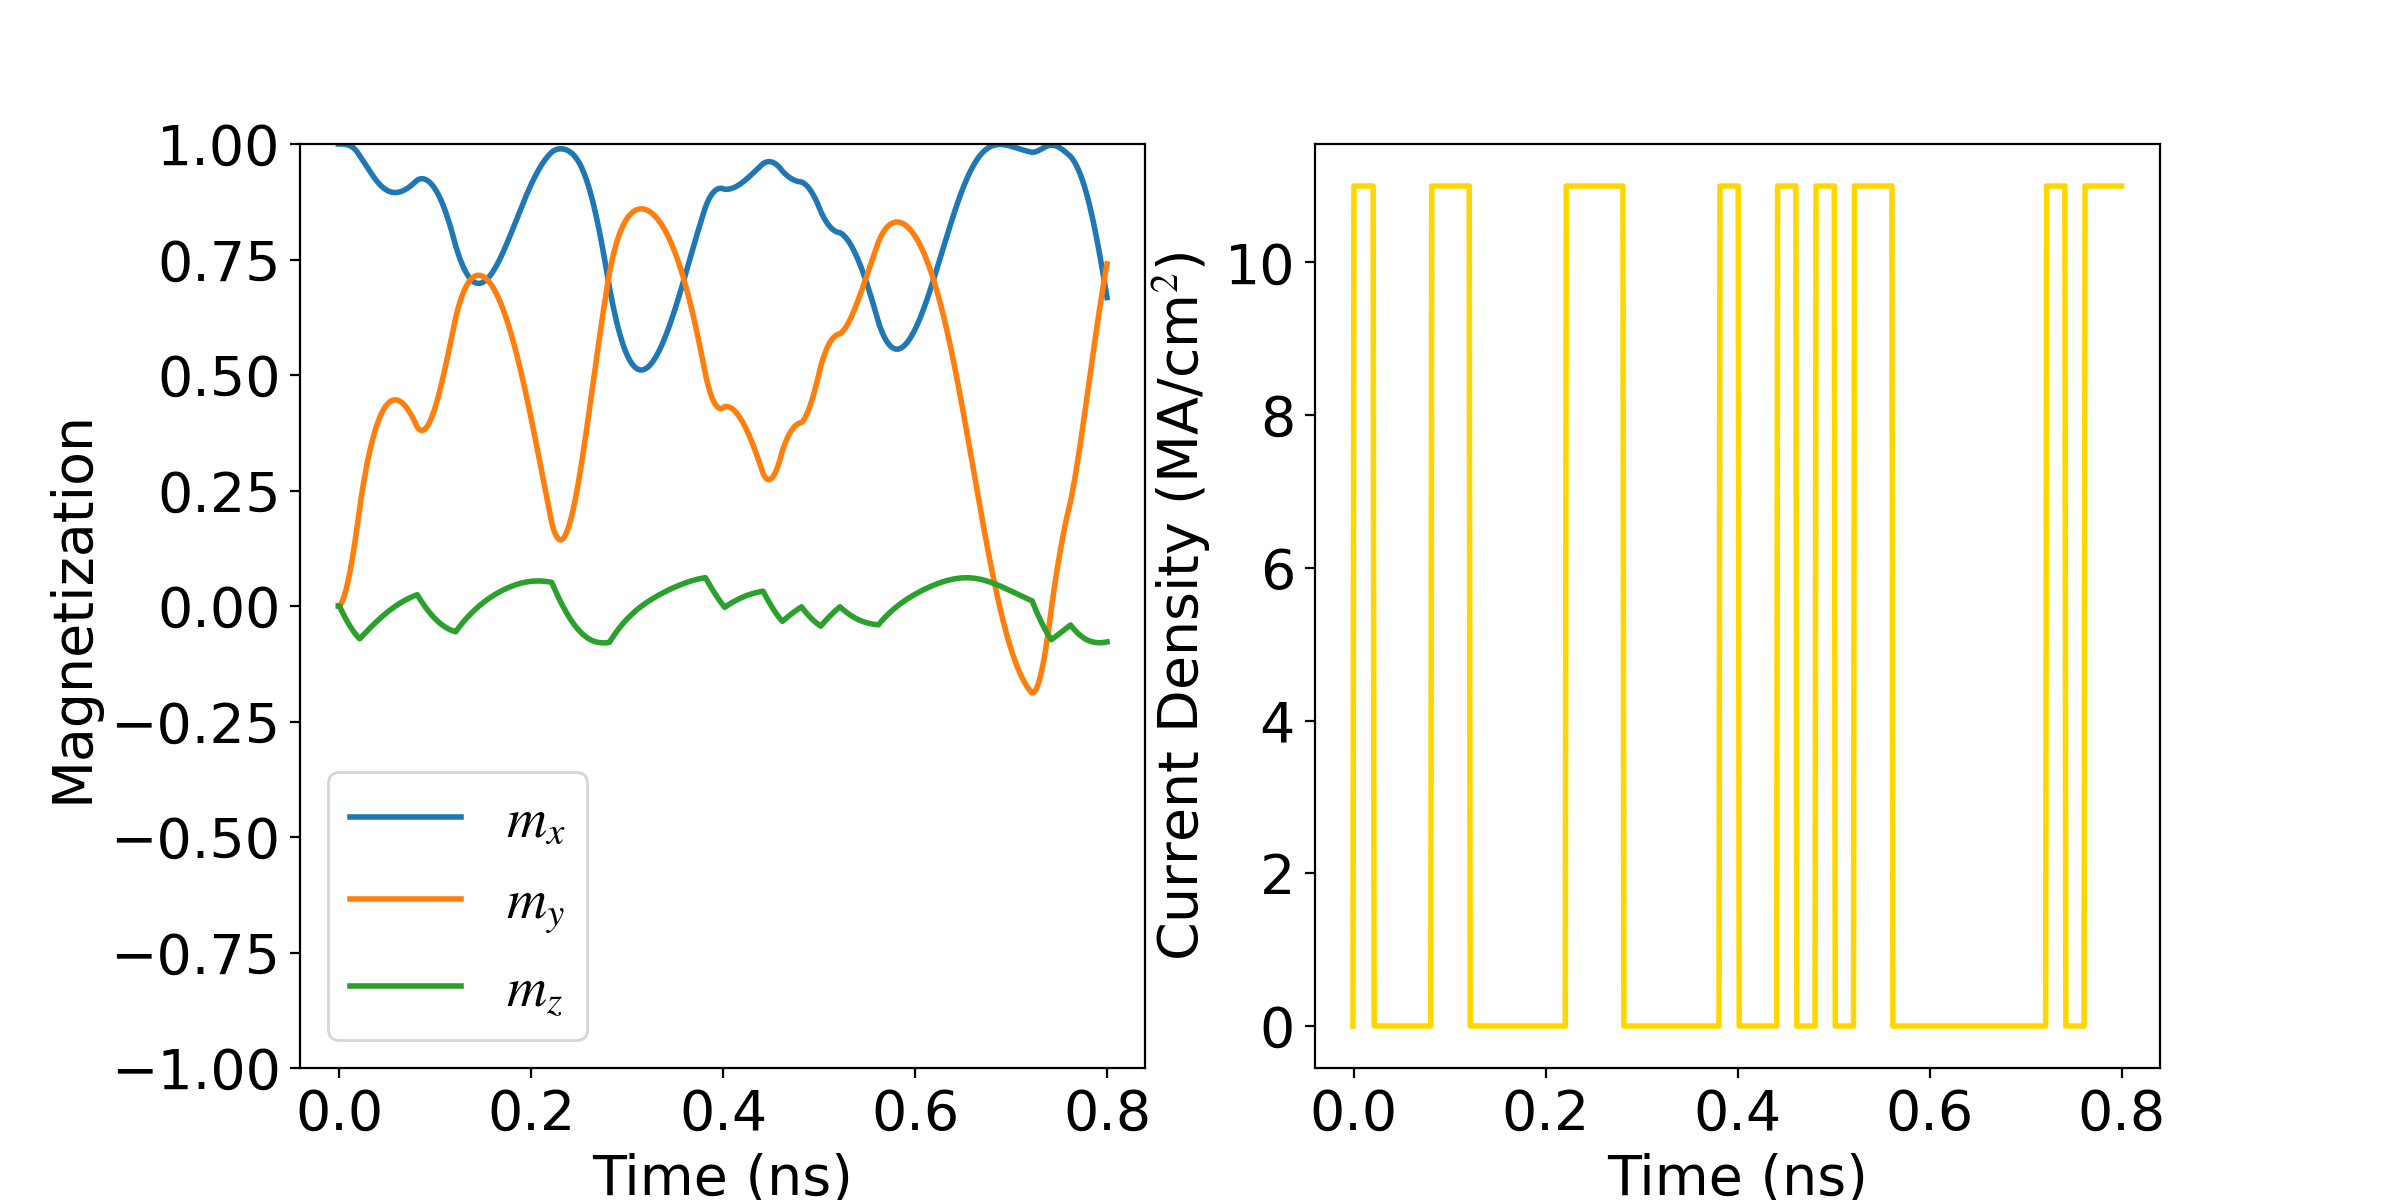 Magnetization
1.00
0.75
0.50
0.25
0.00
−0.25
−0.50
−0.75
−1.00
0.0 0.2 0.4 0.6 0.8
Time (ns)
m_x
m_y
m_z
Current Density (MA/cm²)
10
8
6
4
2
0
0.0 0.2 0.4 0.6 0.8
Time (ns)